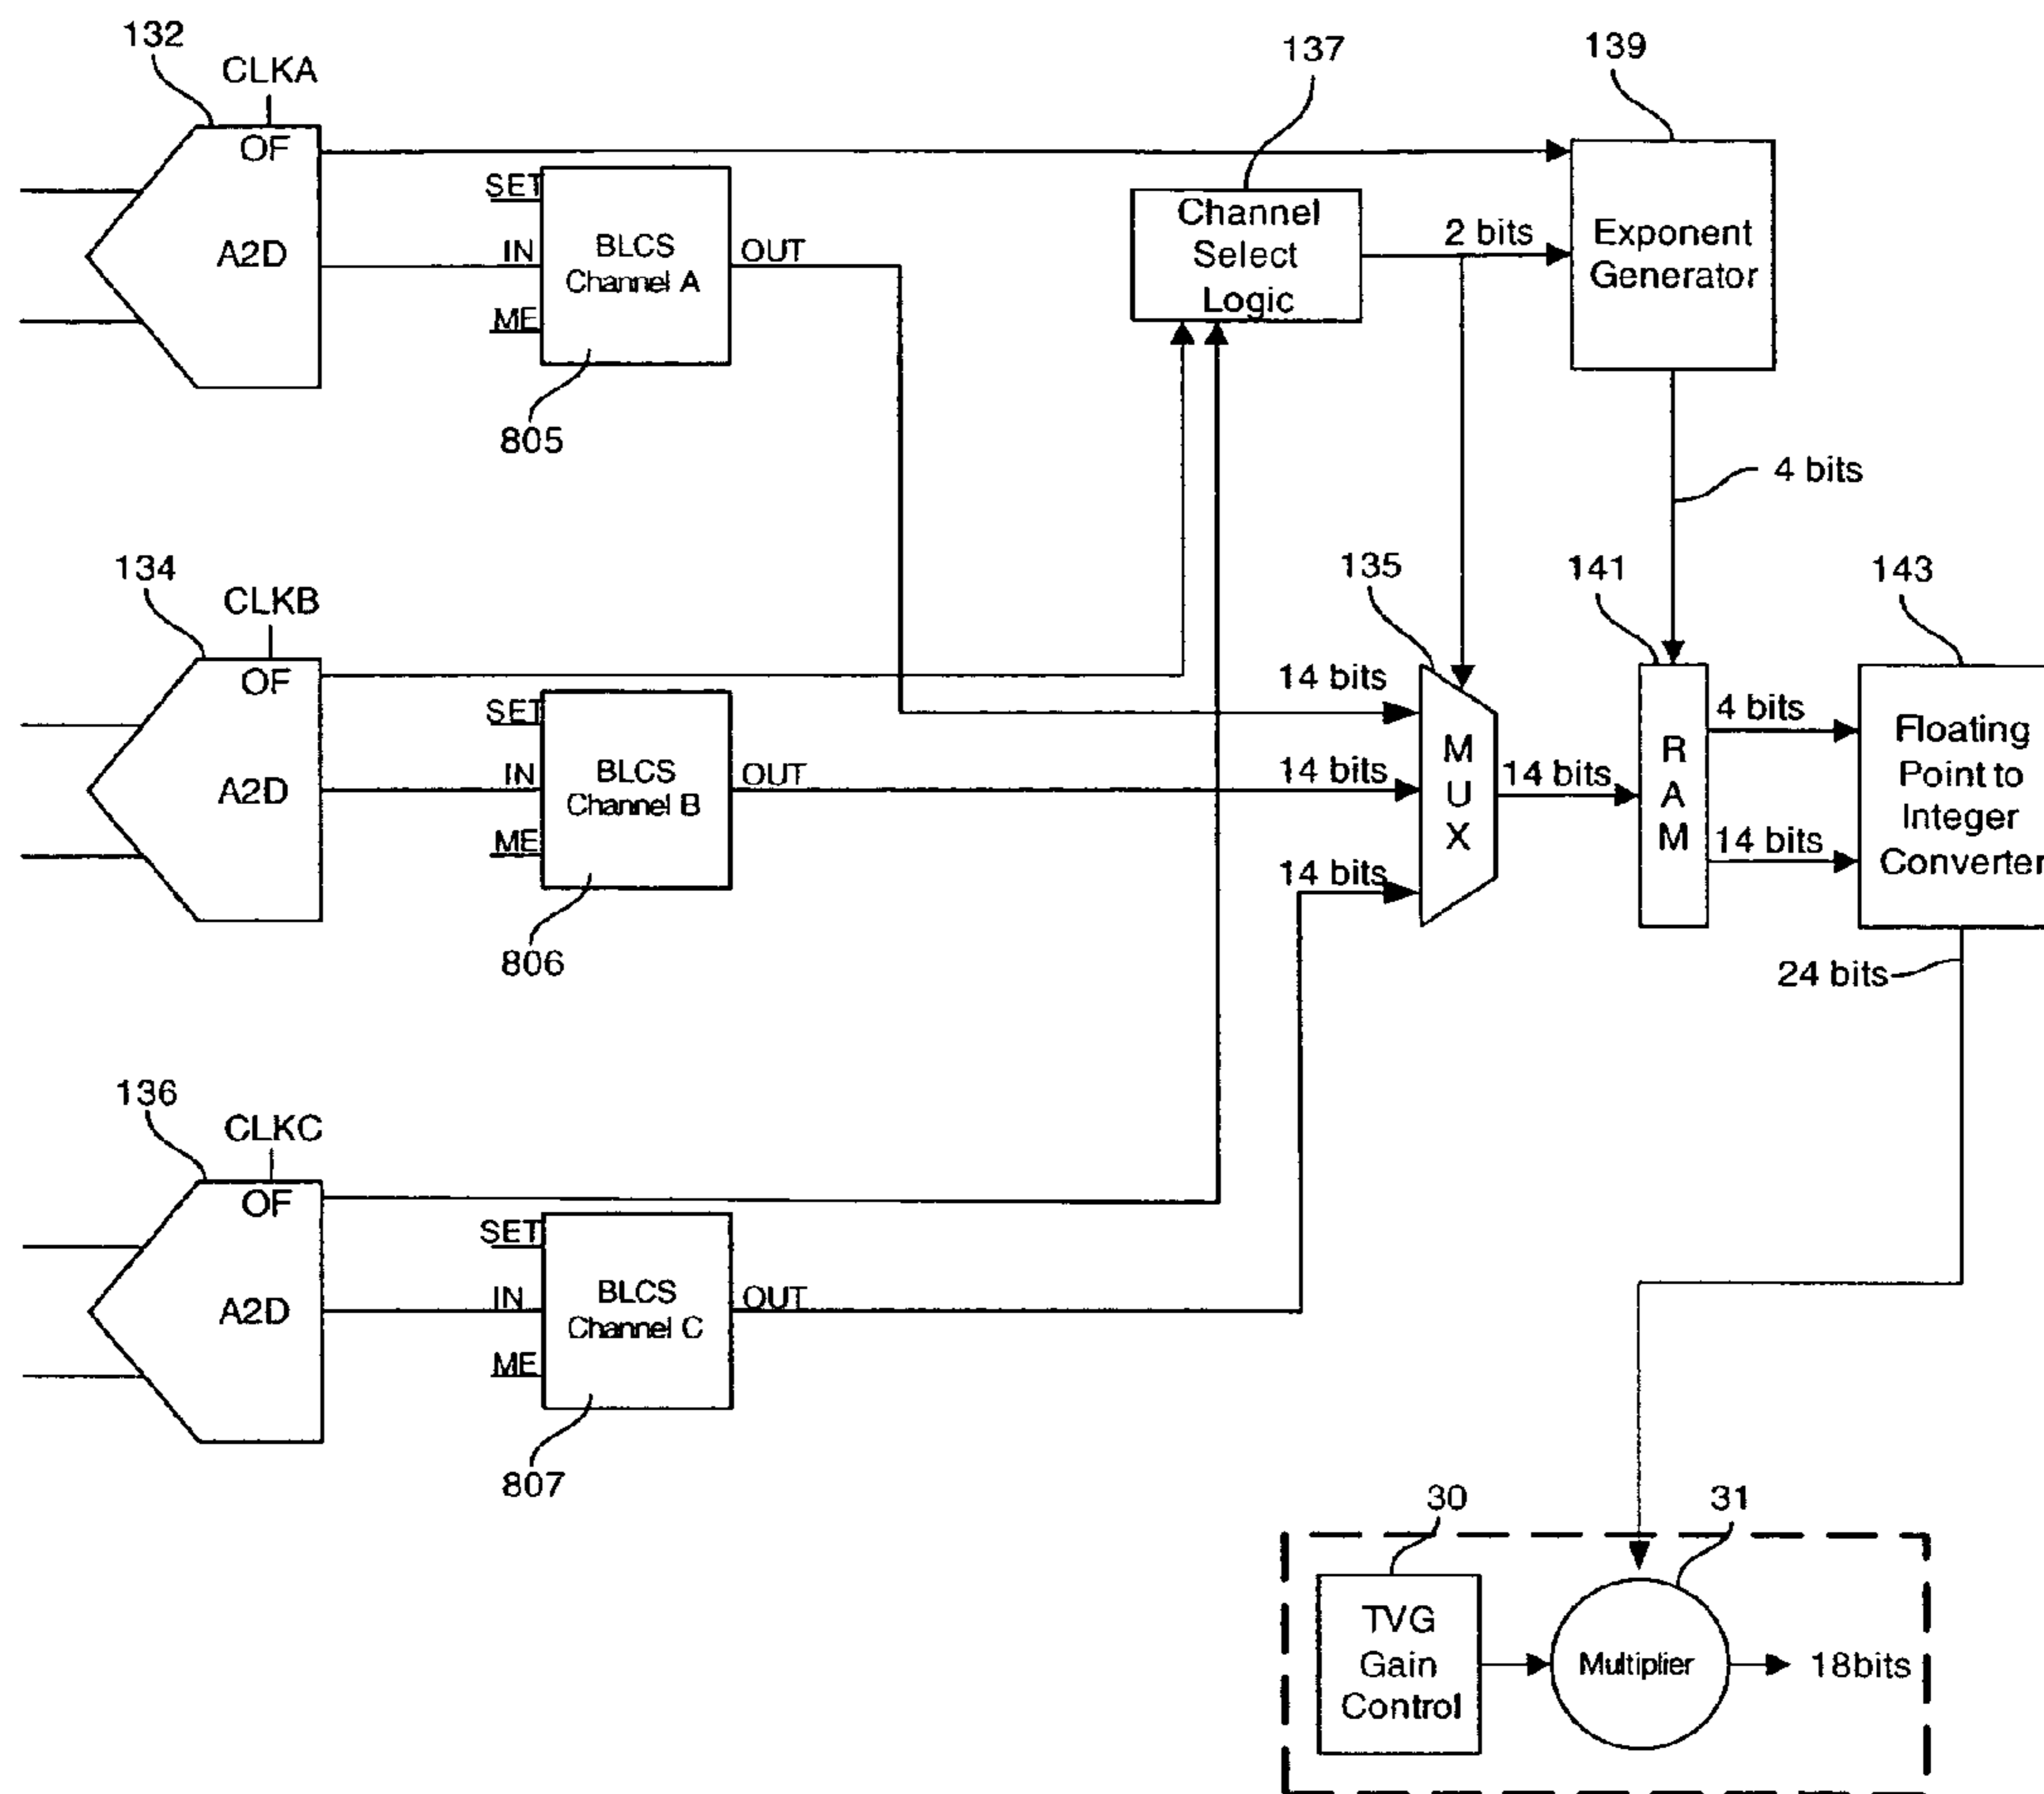 132
CLKA
OF
A2D
SET
IN
ME
BLCS
Channel A
OUT
805
137
Channel
Select
Logic
2 bits
139
Exponent
Generator
4 bits
134
CLKB
OF
A2D
SET
IN
ME
BLCS
Channel B
OUT
806
14 bits
14 bits
14 bits
135
M
U
X
14 bits
141
R
A
M
4 bits
14 bits
143
Floating
Point to
Integer
Converter
24 bits
136
CLKC
OF
A2D
SET
IN
ME
BLCS
Channel C
OUT
807
30
31
TVG
Gain
Control
Multiplier
18bits